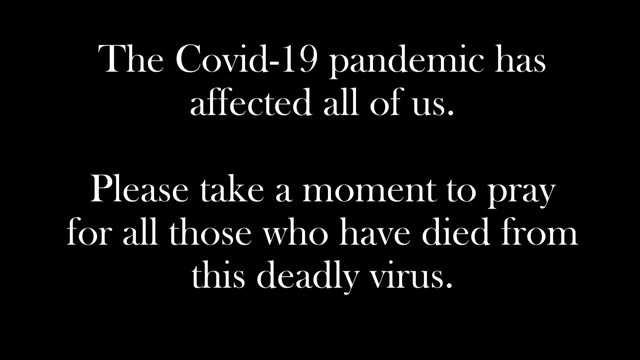 The Covid-19 pandemic has
affected all of us.
Please take a moment to pray
for all those who have died from
this deadly virus.